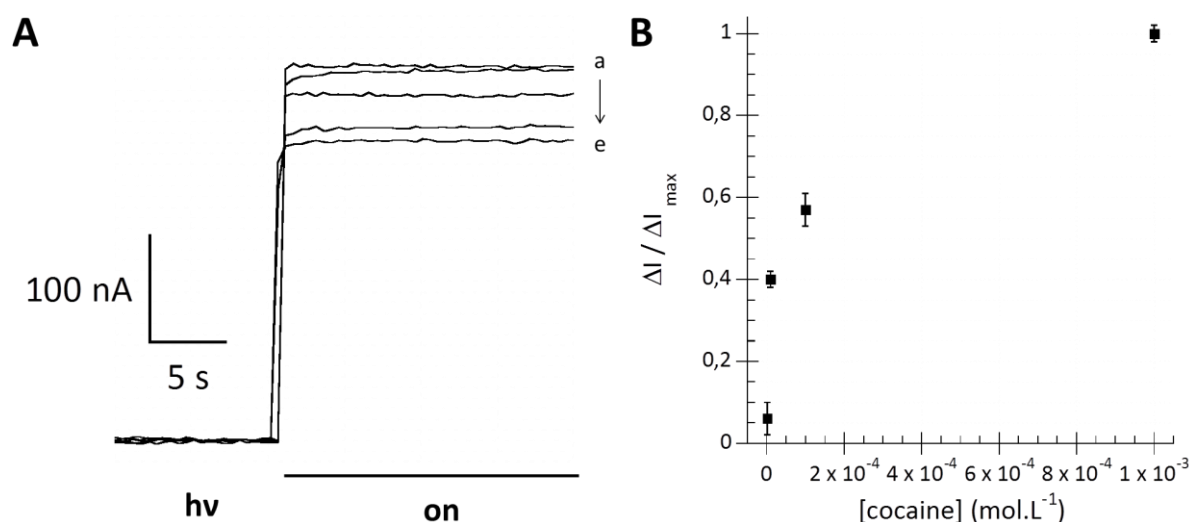 A
a
e
100 nA
5 s
hν
on
B
ΔI / ΔI max
1
0,8
0,6
0,4
0,2
0
0
2 x 10⁻⁴
4 x 10⁻⁴
6 x 10⁻⁴
8 x 10⁻⁴
1 x 10⁻³
[cocaine] (mol.L⁻¹)